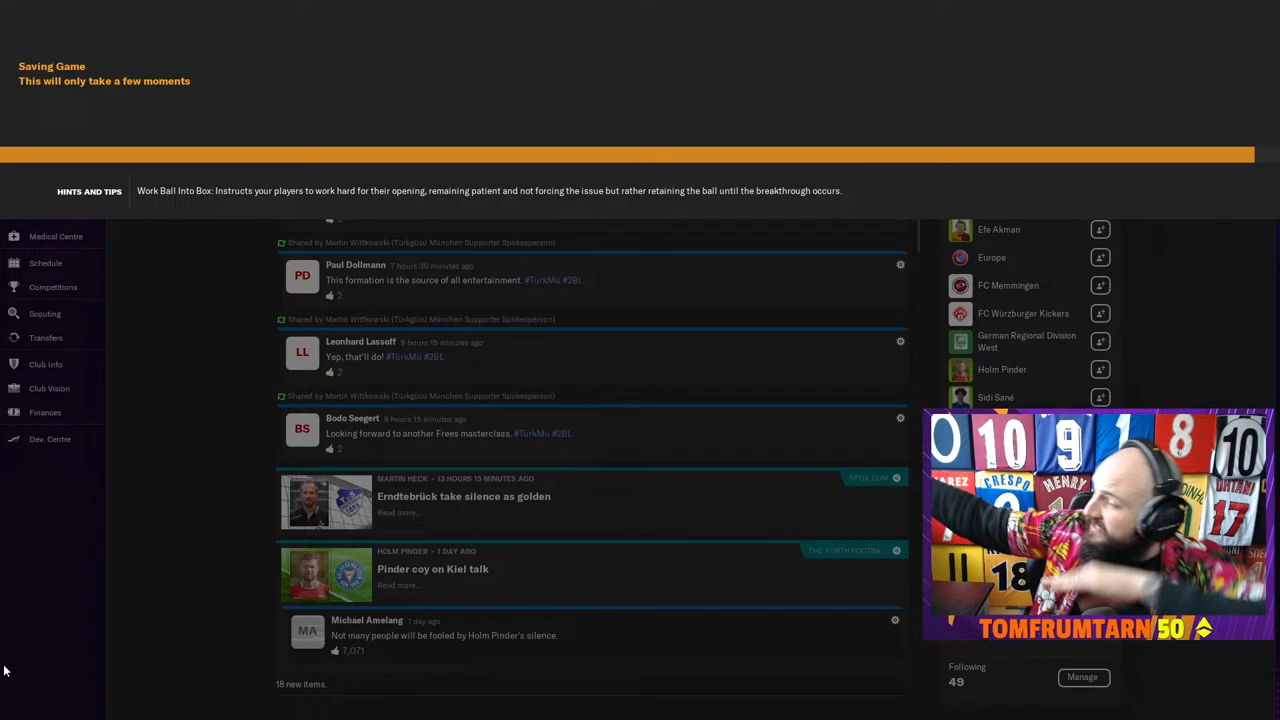 Saving Game
This will only take a few moments
HINTS AND TIPS
Work Ball Into Box: Instructs your players to work hard for their opening, remaining patient and not forcing the issue but rather retaining the ball until the breakthrough occurs.
Medical Centre
Schedule
Competitions
Scouting
Transfers
Club Info
Club Vision
Finances
Dev. Centre
Shared by Martin Wittkowski (Türkgücü München Supporter Spokesperson)
PD
Paul Dollmann 7 hours 30 minutes ago
This formation is the source of all entertainment. #TürkMü #2BL
2
Shared by Martin Wittkowski (Türkgücü München Supporter Spokesperson)
LL
Leonhard Lassoff 9 hours 15 minutes ago
Yep, that'll do! #TürkMü #2BL
2
Shared by Martin Wittkowski (Türkgücü München Supporter Spokesperson)
BS
Bodo Seegert 9 hours 15 minutes ago
Looking forward to another Frees masterclass. #TürkMü #2BL
2
MARTIN HECK - 13 HOURS 15 MINUTES AGO
SPOX.COM
Erndtebrück take silence as golden
Read more...
HOLM PINDER - 1 DAY AGO
THE FÜRTH FOOTBA...
Pinder coy on Kiel talk
Read more...
MA
Michael Amelang 1 day ago
Not many people will be fooled by Holm Pinder's silence.
7,071
18 new items.
Efe Akman
Europe
FC Memmingen
FC Würzburger Kickers
German Regional Division
West
Holm Pinder
Sidi Sané
10
9
1
8
10
CRESPO
HENRY
17
11
18
TOMFRUMTARN 50
Following
49
Manage